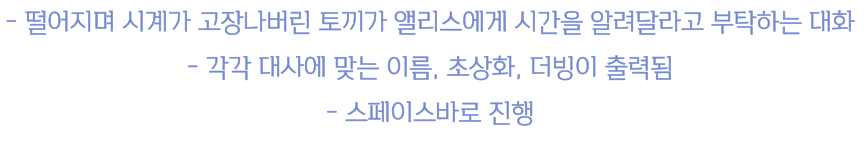 - 떨어지며 시계가 고장나버린 토끼가 앨리스에게 시간을 알려달라고 부탁하는 대화
- 각각 대사에 맞는 이름, 초상화, 더빙이 출력됨
- 스페이스바로 진행